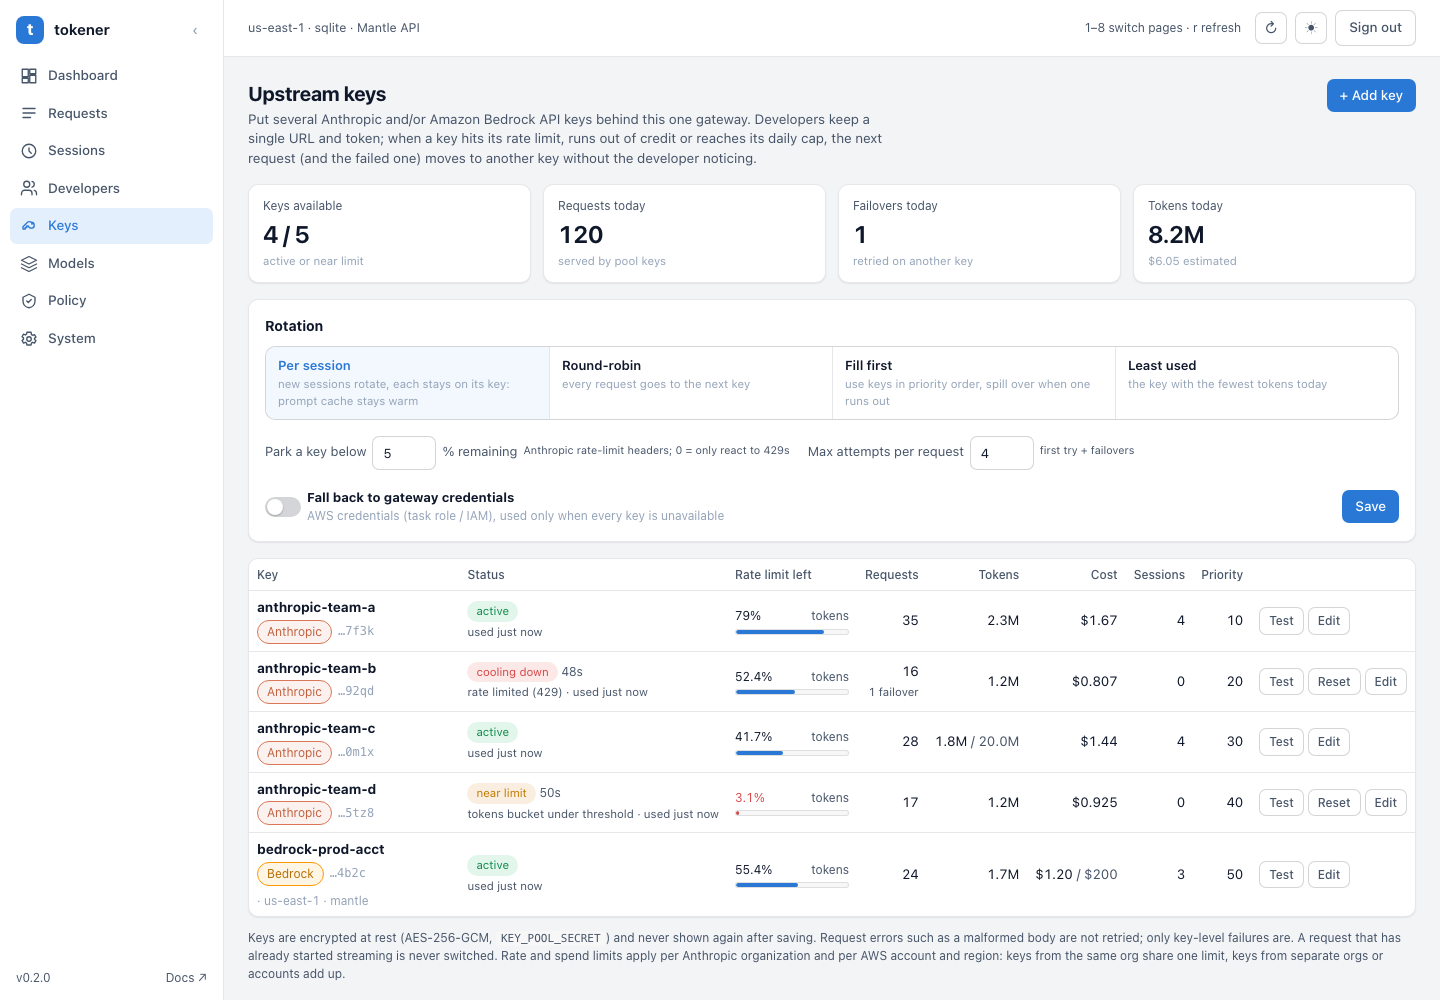 t tokener ‹
Dashboard
Requests
Sessions
Developers
Keys
Models
Policy
System
v0.2.0 Docs ↗
us-east-1 · sqlite · Mantle API 1–8 switch pages · r refresh ↻ ☀ Sign out
Upstream keys + Add key
Put several Anthropic and/or Amazon Bedrock API keys behind this one gateway. Developers keep a
single URL and token; when a key hits its rate limit, runs out of credit or reaches its daily cap, the next
request (and the failed one) moves to another key without the developer noticing.
Keys available
4 / 5
active or near limit
Requests today
120
served by pool keys
Failovers today
1
retried on another key
Tokens today
8.2M
$6.05 estimated
Rotation
Per session
new sessions rotate, each stays on its key:
prompt cache stays warm
Round-robin
every request goes to the next key
Fill first
use keys in priority order, spill over when one
runs out
Least used
the key with the fewest tokens today
Park a key below 5 % remaining Anthropic rate-limit headers; 0 = only react to 429s Max attempts per request 4 first try + failovers
Fall back to gateway credentials
AWS credentials (task role / IAM), used only when every key is unavailable
Save
Key Status Rate limit left Requests Tokens Cost Sessions Priority
anthropic-team-a
Anthropic …7f3k
active
used just now
79% tokens 35 2.3M $1.67 4 10 Test Edit
anthropic-team-b
Anthropic …92qd
cooling down 48s
rate limited (429) · used just now
52.4% tokens 16
1 failover
1.2M $0.807 0 20 Test Reset Edit
anthropic-team-c
Anthropic …0m1x
active
used just now
41.7% tokens 28 1.8M / 20.0M $1.44 4 30 Test Edit
anthropic-team-d
Anthropic …5tz8
near limit 50s
tokens bucket under threshold · used just now
3.1% tokens 17 1.2M $0.925 0 40 Test Reset Edit
bedrock-prod-acct
Bedrock …4b2c
· us-east-1 · mantle
active
used just now
55.4% tokens 24 1.7M $1.20 / $200 3 50 Test Edit
Keys are encrypted at rest (AES-256-GCM, KEY_POOL_SECRET ) and never shown again after saving. Request errors such as a malformed body are not retried; only key-level failures are. A request that has
already started streaming is never switched. Rate and spend limits apply per Anthropic organization and per AWS account and region: keys from the same org share one limit, keys from separate orgs or
accounts add up.